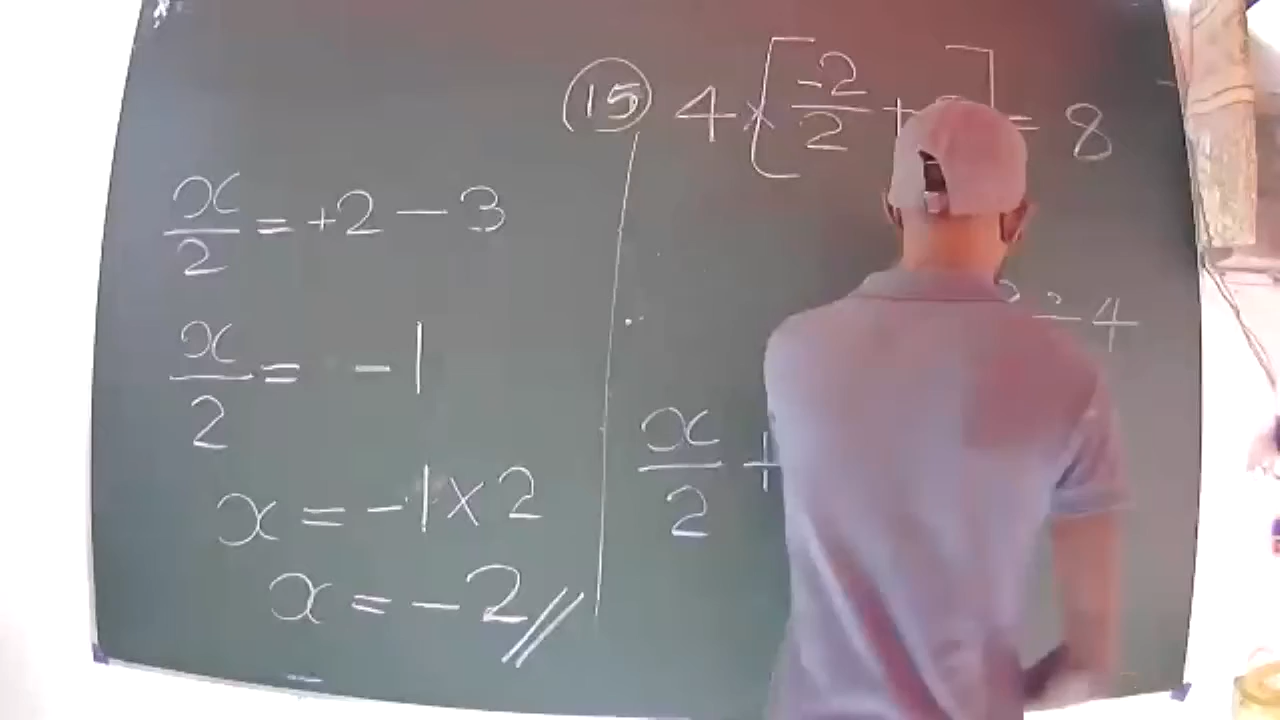 15 4 × [ -2/2 + = 8
= 4
x/2 +
x/2 = +2 - 3
x/2 = -1
x = -1 × 2
x = -2 //